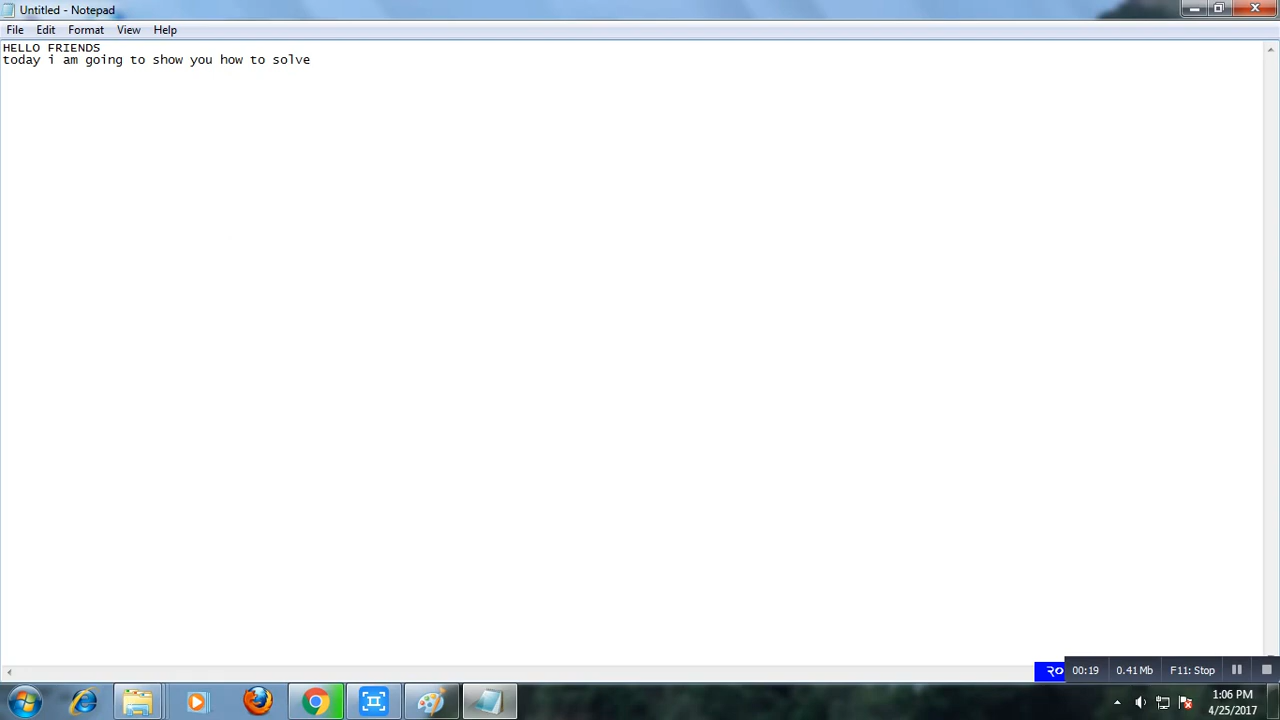 Untitled - Notepad
File Edit Format View Help
HELLO FRIENDS
today i am going to show you how to solve
00:19 0.41 Mb F11: Stop
1:06 PM
4/25/2017